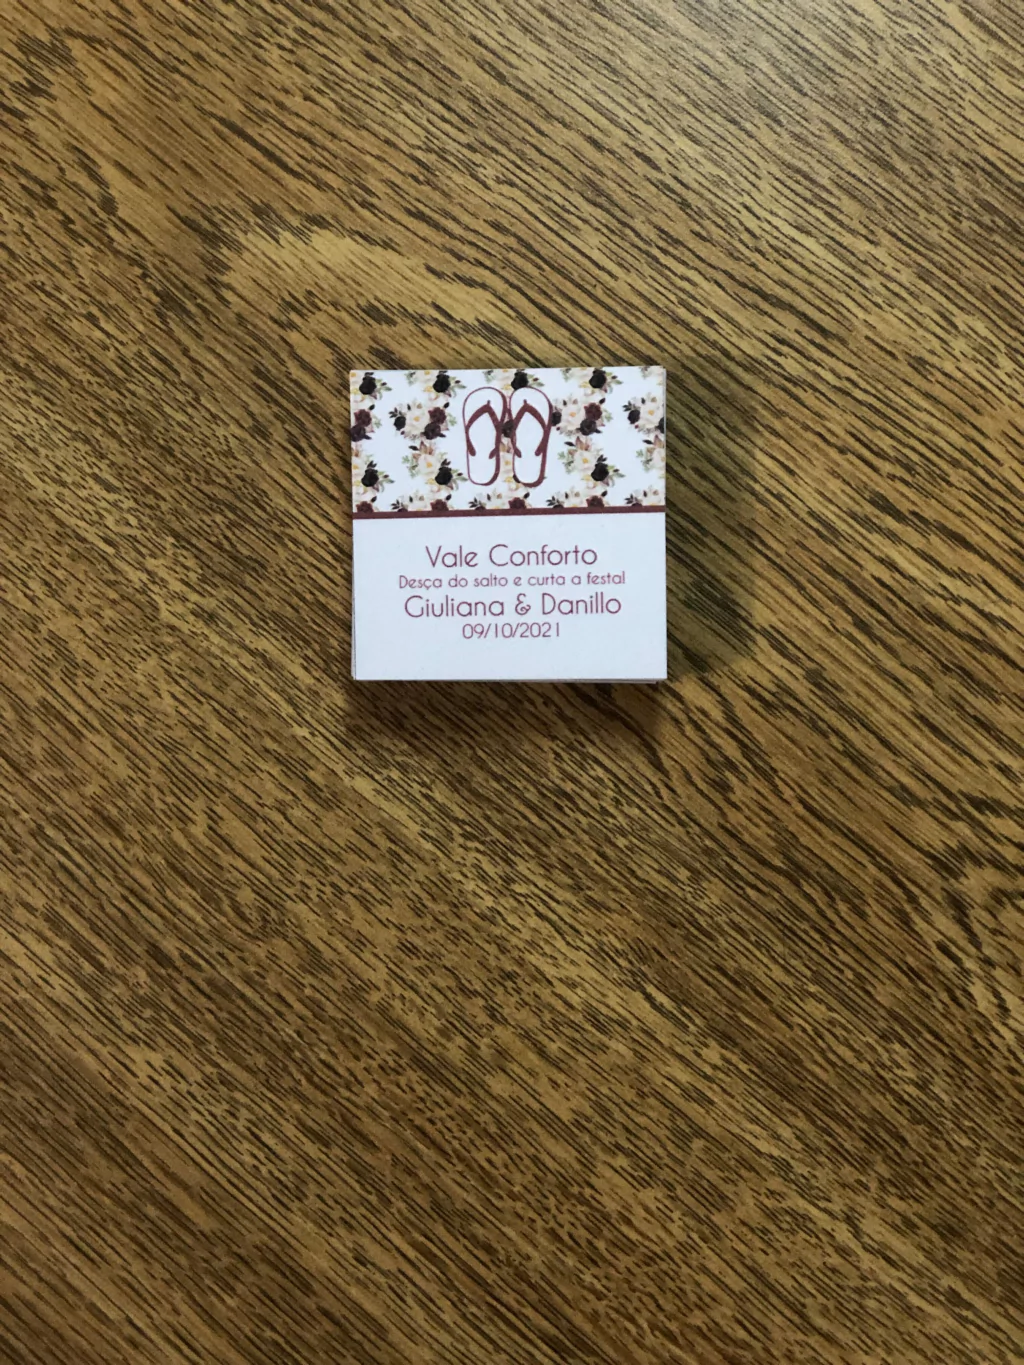 Vale Conforto
Desça do salto e curta a festa!
Giuliana & Danillo
09/10/2021